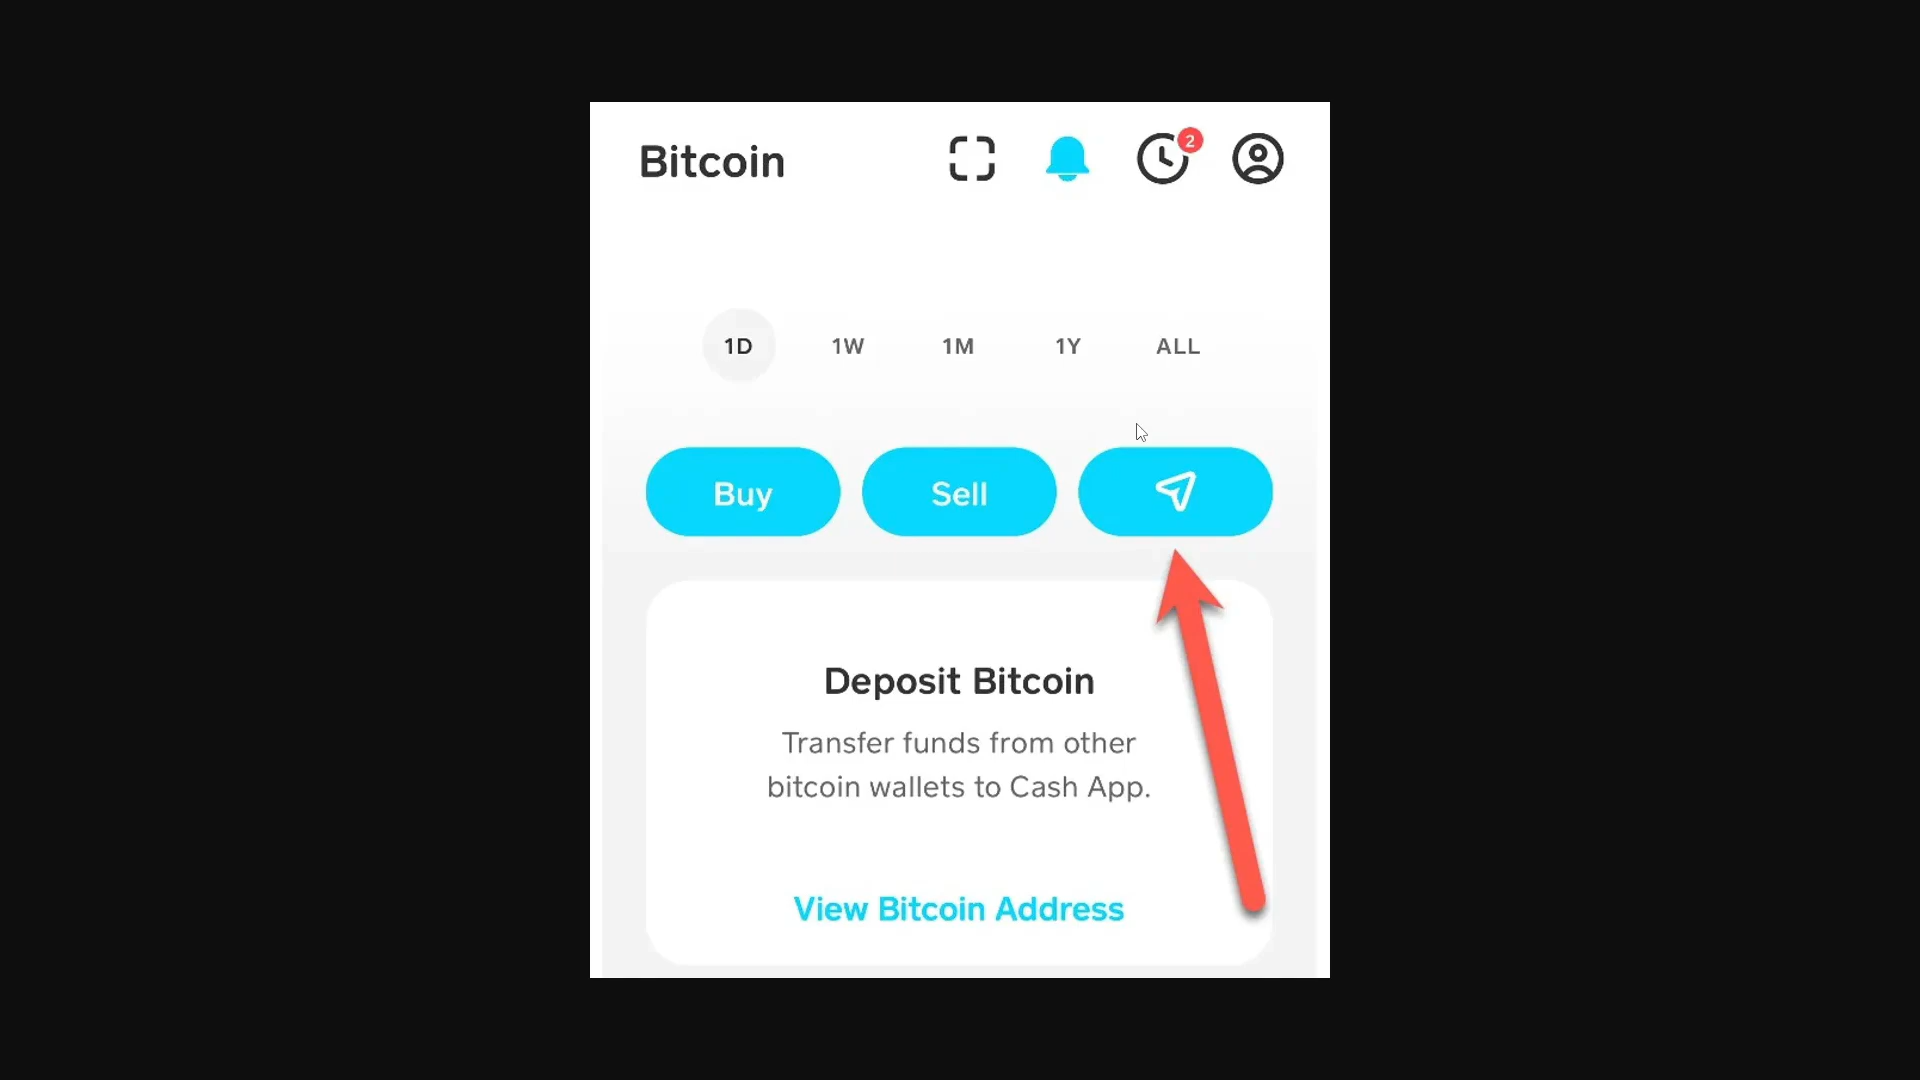 Bitcoin
2
1D 1W 1M 1Y ALL
Buy Sell
Deposit Bitcoin
Transfer funds from other
bitcoin wallets to Cash App.
View Bitcoin Address